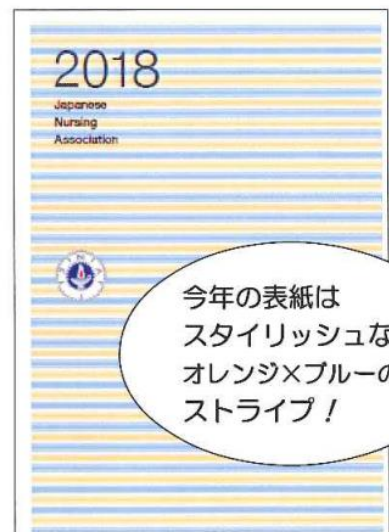 2018
Japanese
Nursing
Association
今年の表紙は
スタイリッシュな
オレンジ×ブルーの
ストライプ！